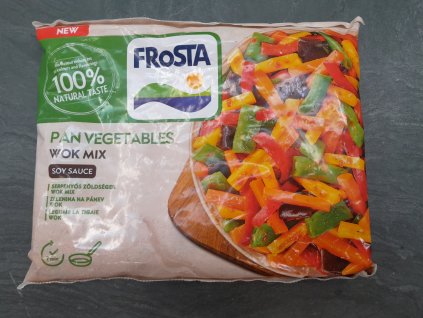 NEW
FRoSTA
100%
NATURAL TASTE
PAN VEGETABLES
WOK MIX
SOY SAUCE
SERPENYŐS ZÖLDSÉGEK
WOK MIX
ZELENINA NA PÁNEV
WOK
LEGUME LA TIGAIE
WOK